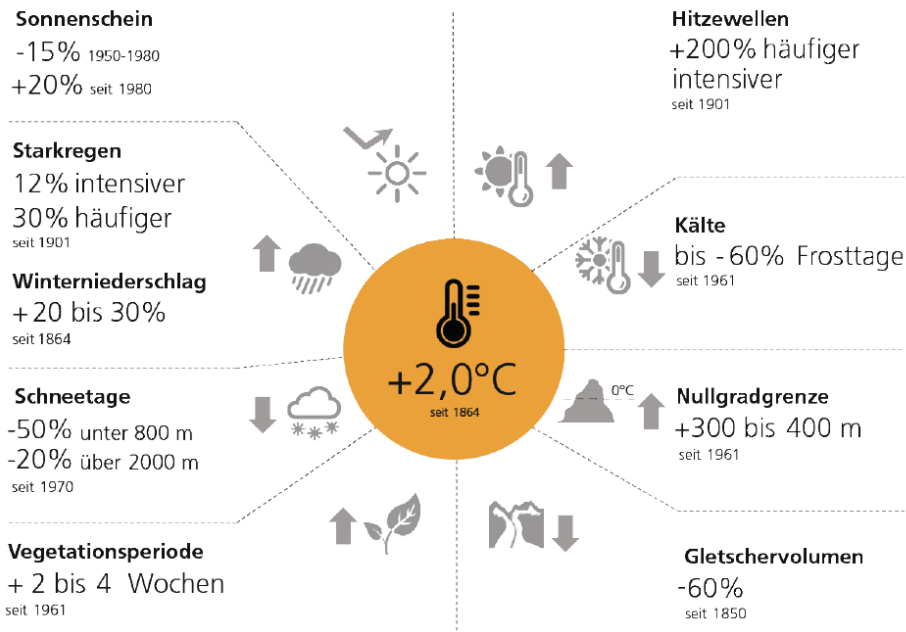 Sonnenschein
-15% 1950-1980
+20% seit 1980
Starkregen
12% intensiver
30% häufiger
seit 1901
Winterniederschlag
+20 bis 30%
seit 1864
Schneetage
-50% unter 800 m
-20% über 2000 m
seit 1970
Vegetationsperiode
+ 2 bis 4 Wochen
seit 1961
+2,0°C
seit 1864
Hitzewellen
+200% häufiger
intensiver
seit 1901
Kälte
bis -60% Frosttage
seit 1961
0°C
Nullgradgrenze
+300 bis 400 m
seit 1961
Gletschervolumen
-60%
seit 1850